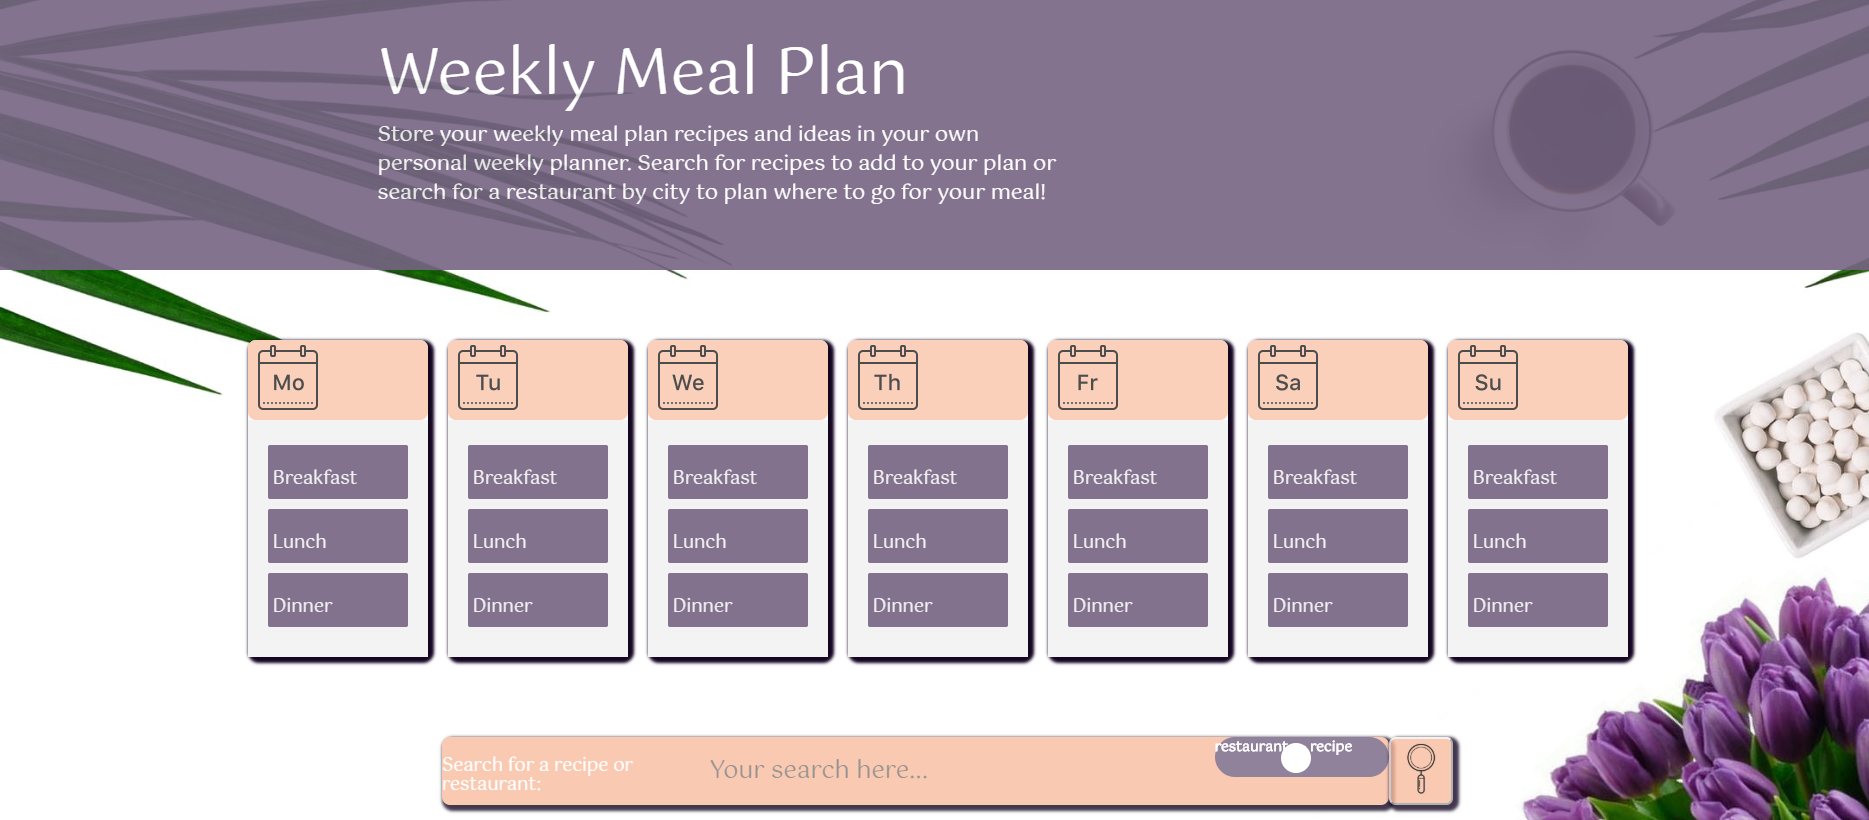 Weekly Meal Plan
Store your weekly meal plan recipes and ideas in your own
personal weekly planner. Search for recipes to add to your plan or
search for a restaurant by city to plan where to go for your meal!
Mo
Breakfast
Lunch
Dinner
Tu
Breakfast
Lunch
Dinner
We
Breakfast
Lunch
Dinner
Th
Breakfast
Lunch
Dinner
Fr
Breakfast
Lunch
Dinner
Sa
Breakfast
Lunch
Dinner
Su
Breakfast
Lunch
Dinner
Search for a recipe or
restaurant:
Your search here...
restaurant
recipe